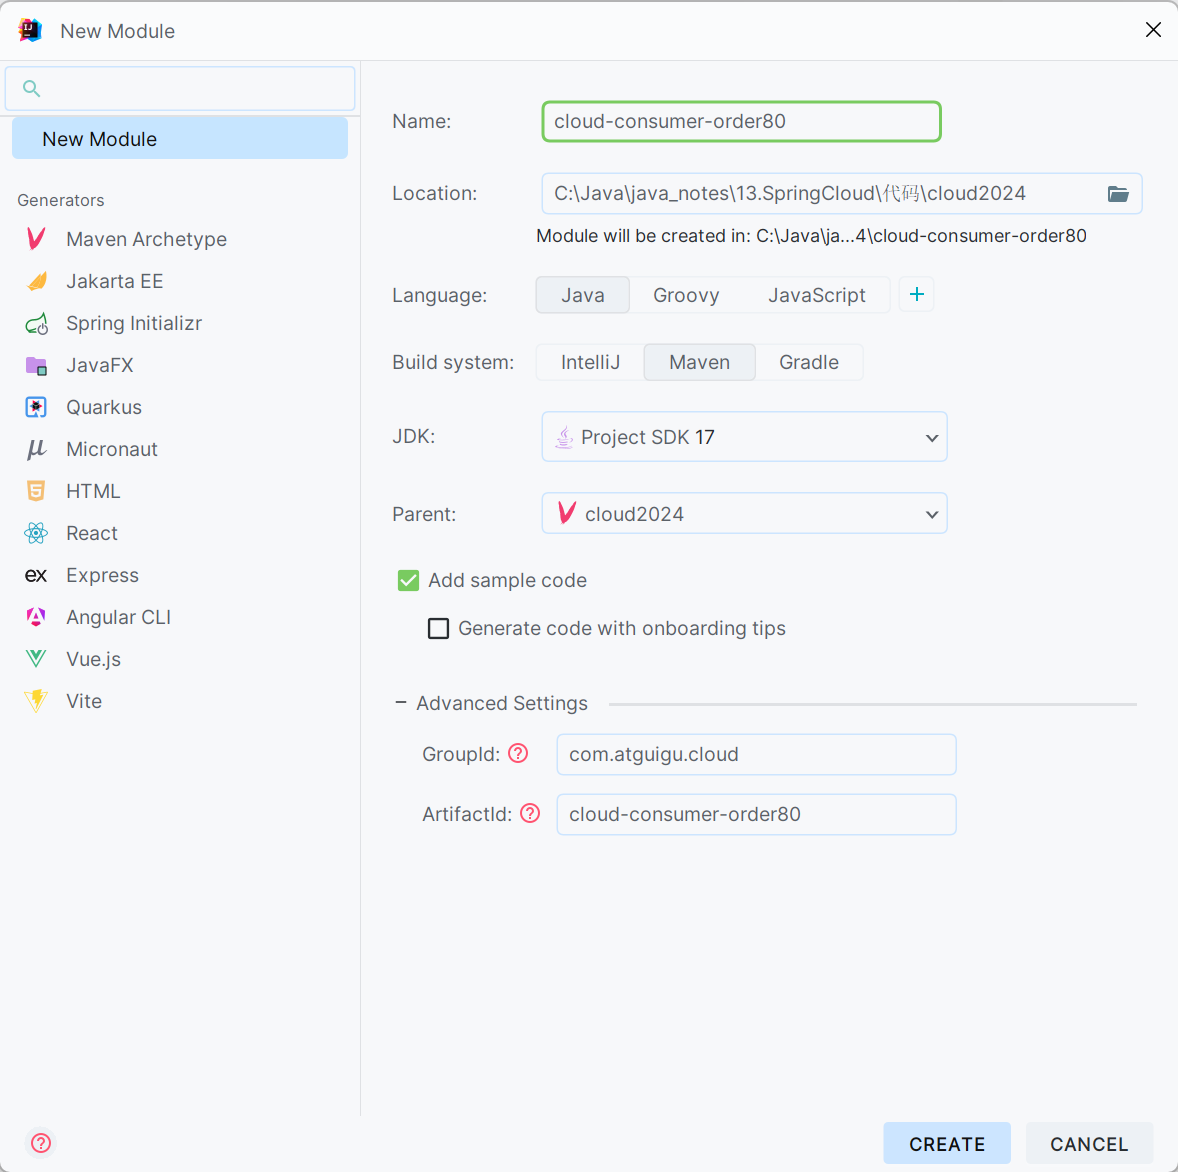 New Module
New Module
Generators
Maven Archetype
Jakarta EE
Spring Initializr
JavaFX
Quarkus
Micronaut
HTML
React
Express
Angular CLI
Vue.js
Vite
Name: cloud-consumer-order80
Location: C:\Java\java_notes\13.SpringCloud\代码\cloud2024
Module will be created in: C:\Java\ja...4\cloud-consumer-order80
Language: Java Groovy JavaScript +
Build system: IntelliJ Maven Gradle
JDK: Project SDK 17
Parent: cloud2024
Add sample code
Generate code with onboarding tips
Advanced Settings
GroupId: ? com.atguigu.cloud
ArtifactId: ? cloud-consumer-order80
? CREATE CANCEL